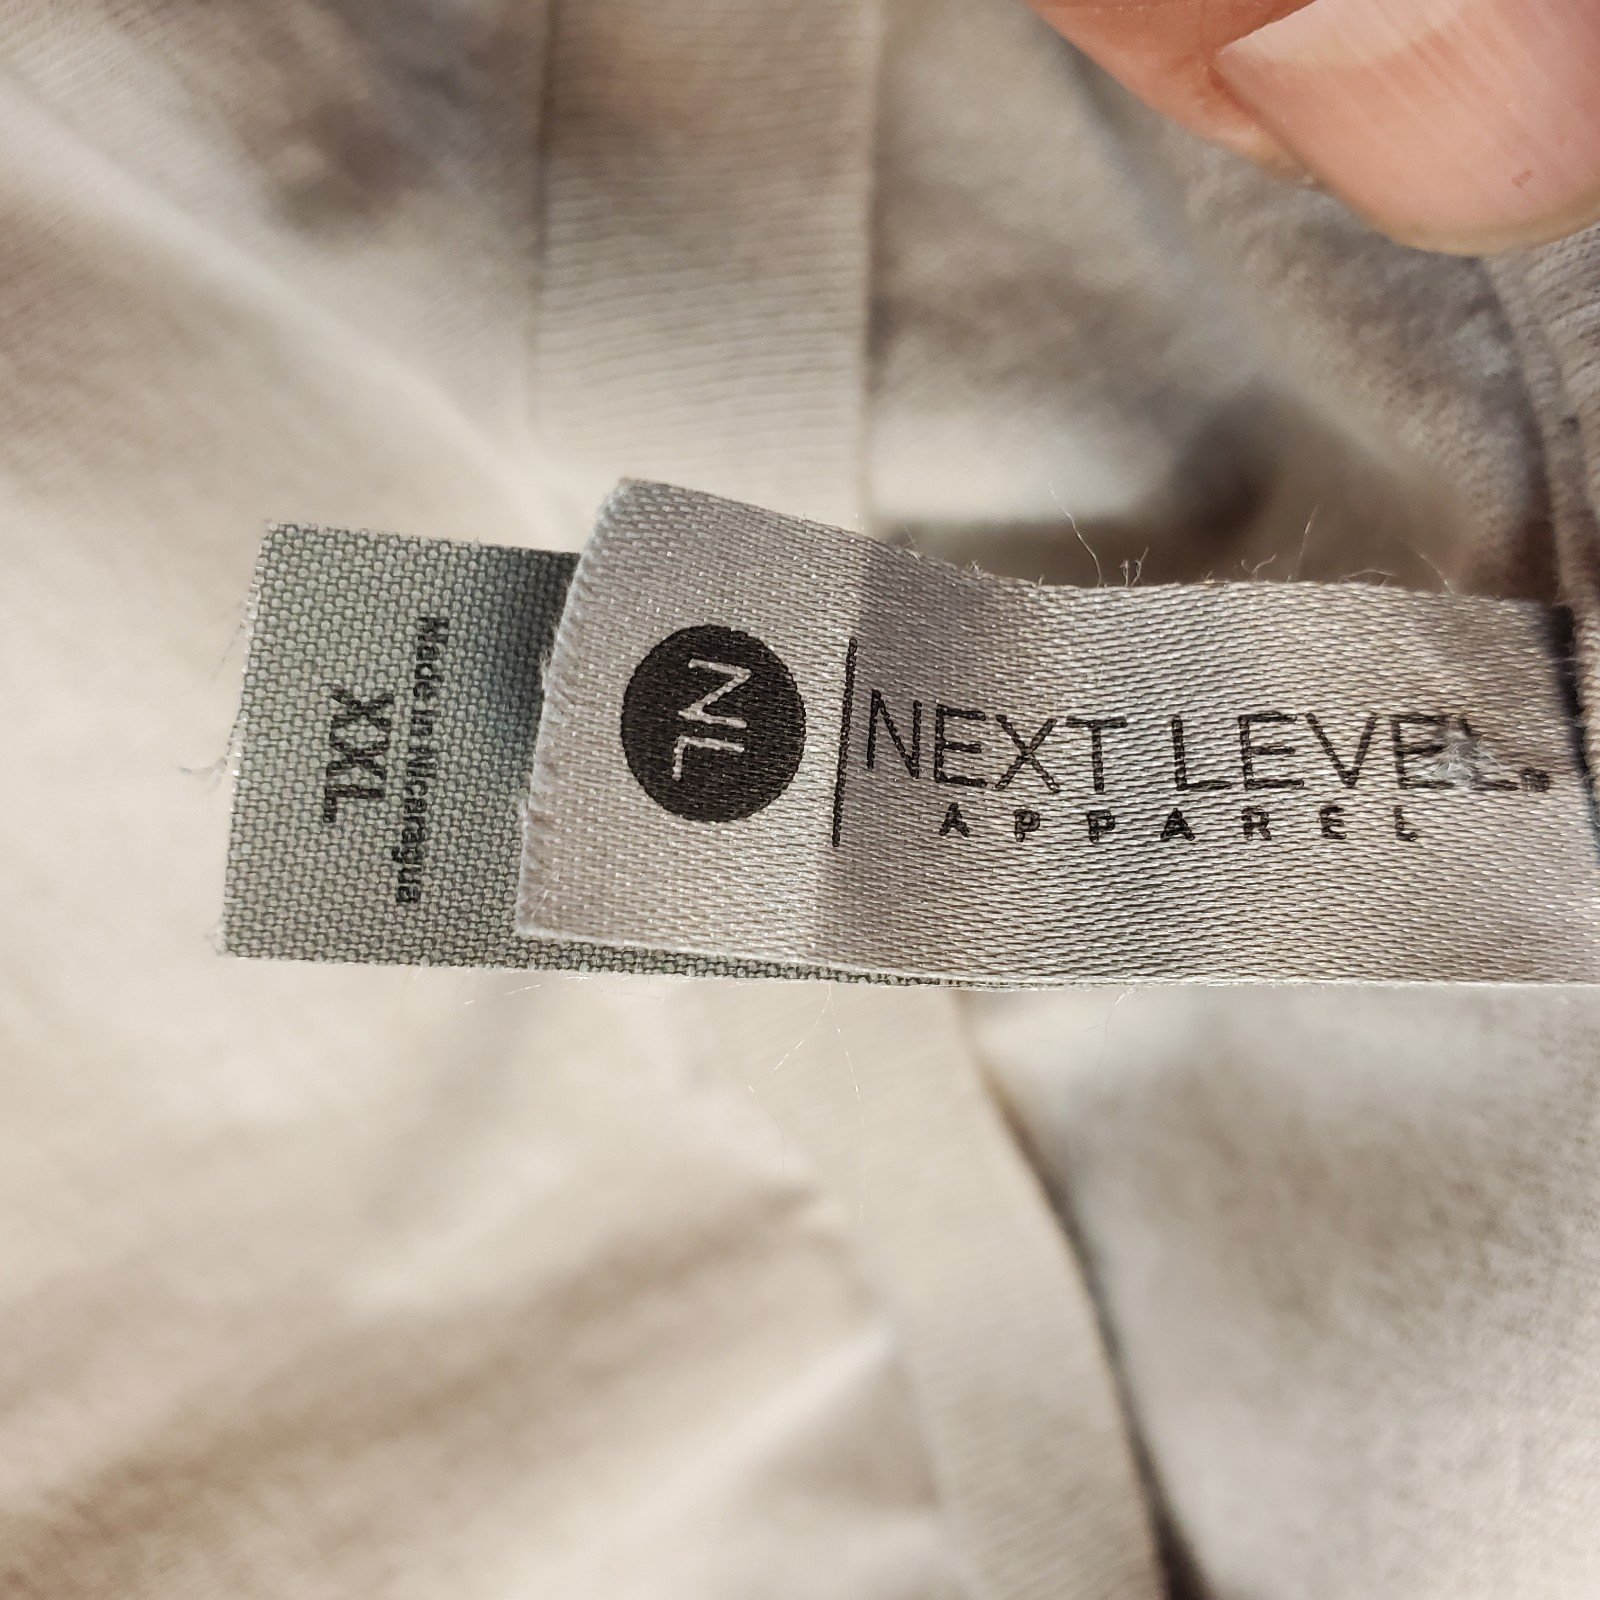 NL
NEXT LEVEL®
APPAREL
XXL
Made in Nicaragua